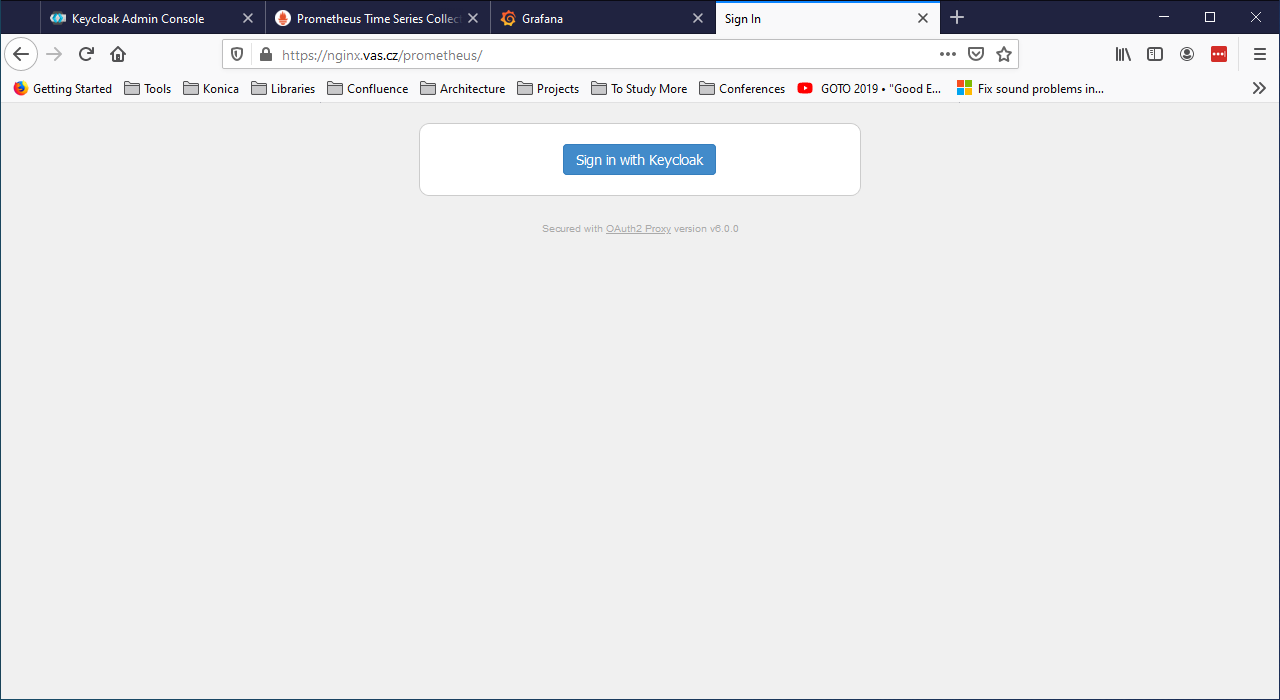 Keycloak Admin Console
Prometheus Time Series Collec
Grafana
Sign In
https://nginx.vas.cz/prometheus/
Getting Started Tools Konica Libraries Confluence Architecture Projects To Study More Conferences GOTO 2019 • "Good E... Fix sound problems in...
Sign in with Keycloak
Secured with OAuth2 Proxy version v6.0.0